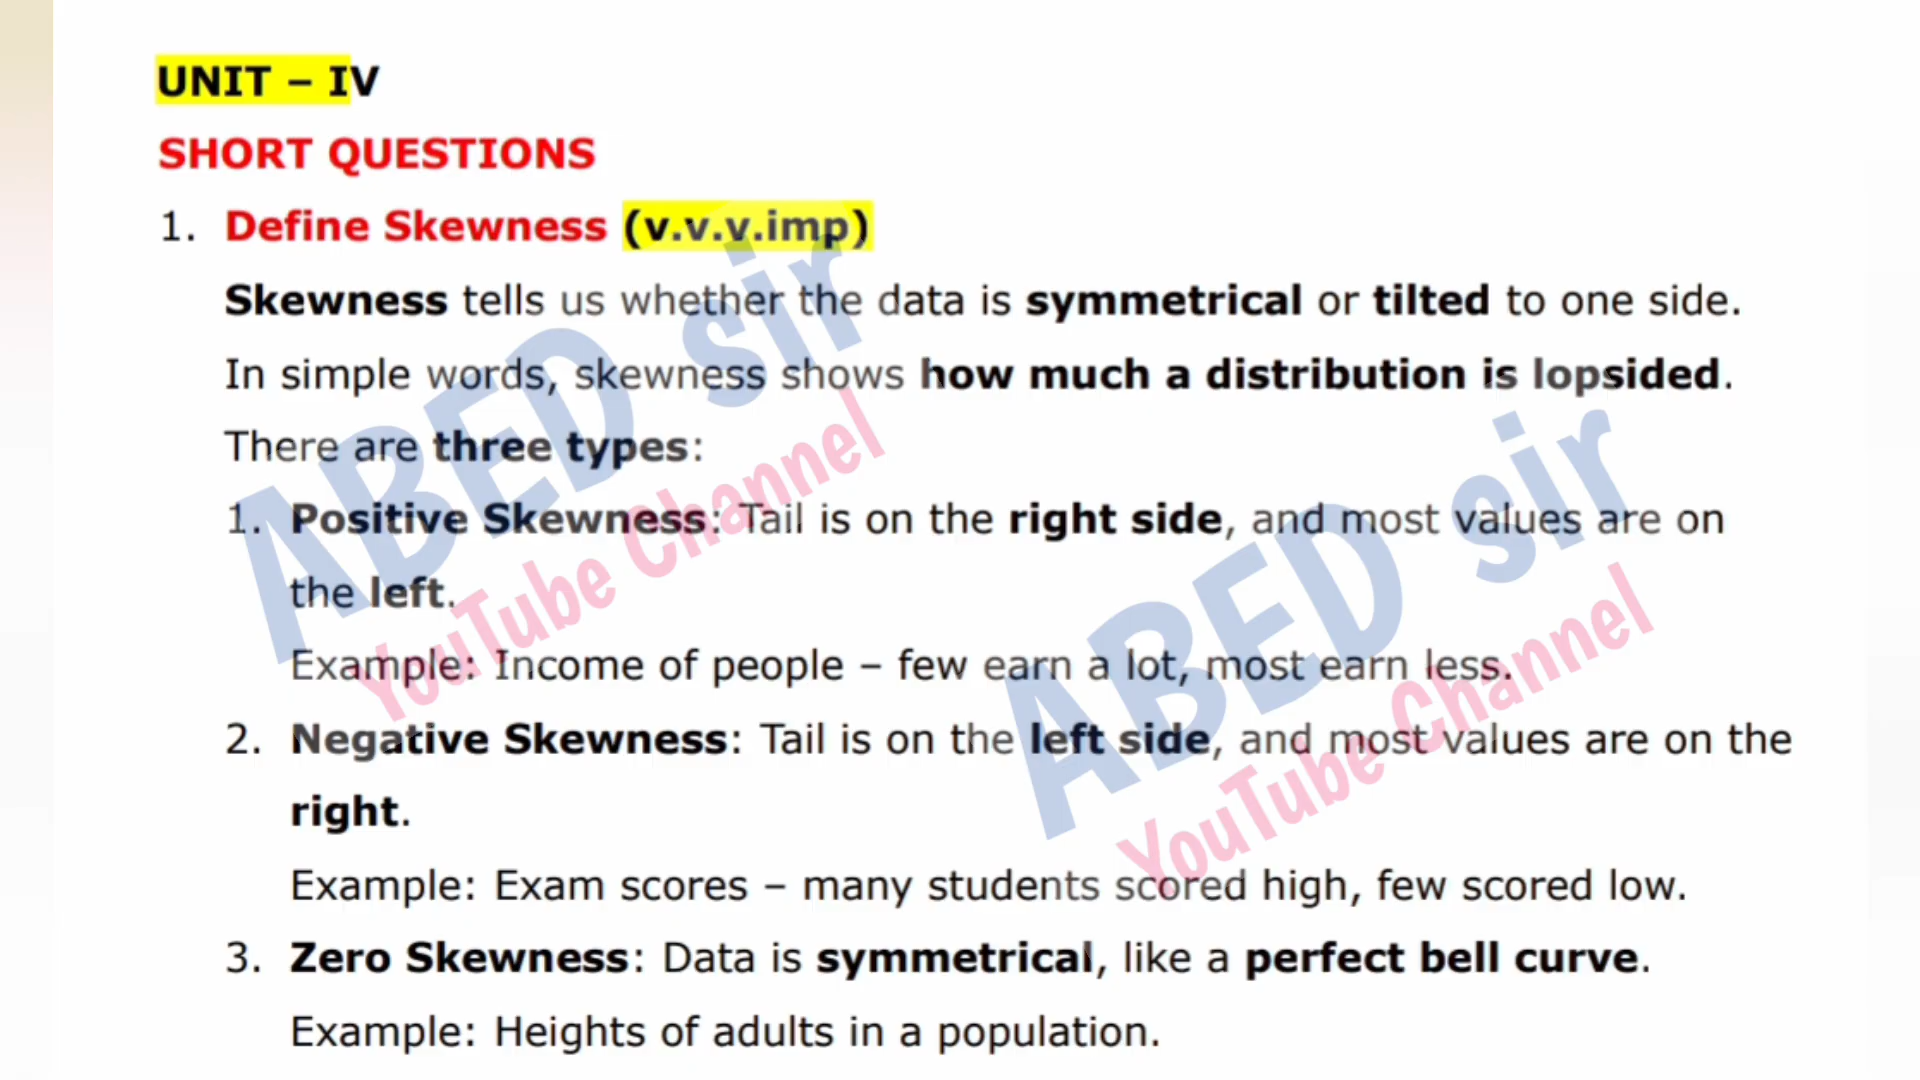 UNIT – IV
SHORT QUESTIONS
1. Define Skewness (v.v.v.imp)
Skewness tells us whether the data is symmetrical or tilted to one side.
In simple words, skewness shows how much a distribution is lopsided.
There are three types:
1. Positive Skewness: Tail is on the right side, and most values are on
the left.
Example: Income of people – few earn a lot, most earn less.
2. Negative Skewness: Tail is on the left side, and most values are on the
right.
Example: Exam scores – many students scored high, few scored low.
3. Zero Skewness: Data is symmetrical, like a perfect bell curve.
Example: Heights of adults in a population.
ABED sir
YouTube Channel
ABED sir
YouTube Channel